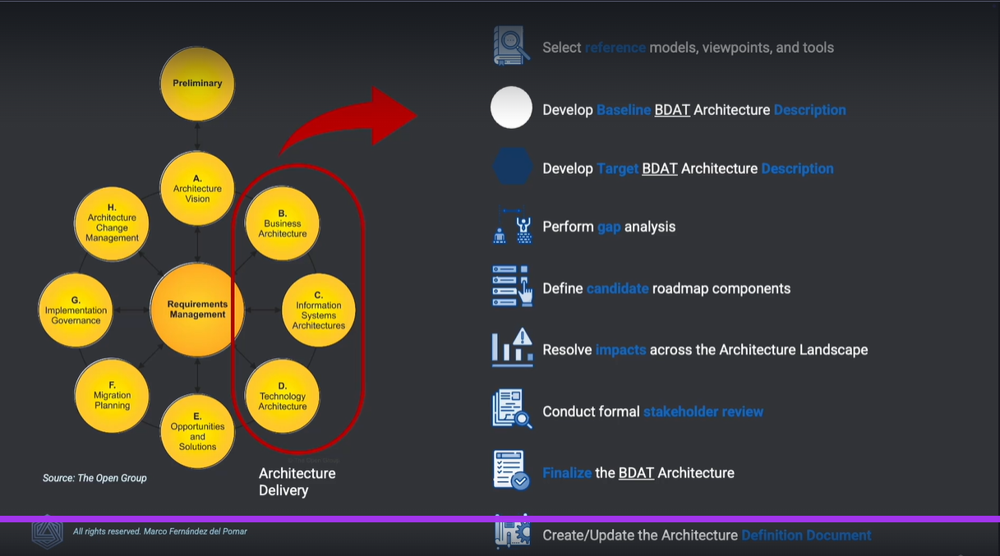 Preliminary
A.
Architecture
Vision
B.
Business
Architecture
C.
Information
Systems
Architectures
D.
Technology
Architecture
E.
Opportunities
and
Solutions
F.
Migration
Planning
G.
Implementation
Governance
H.
Architecture
Change
Management
Requirements
Management
Source: The Open Group
Architecture
Delivery
Select reference models, viewpoints, and tools
Develop Baseline BDAT Architecture Description
Develop Target BDAT Architecture Description
Perform gap analysis
Define candidate roadmap components
Resolve impacts across the Architecture Landscape
Conduct formal stakeholder review
Finalize the BDAT Architecture
Create/Update the Architecture Definition Document
All rights reserved. Marco Fernández del Pomar